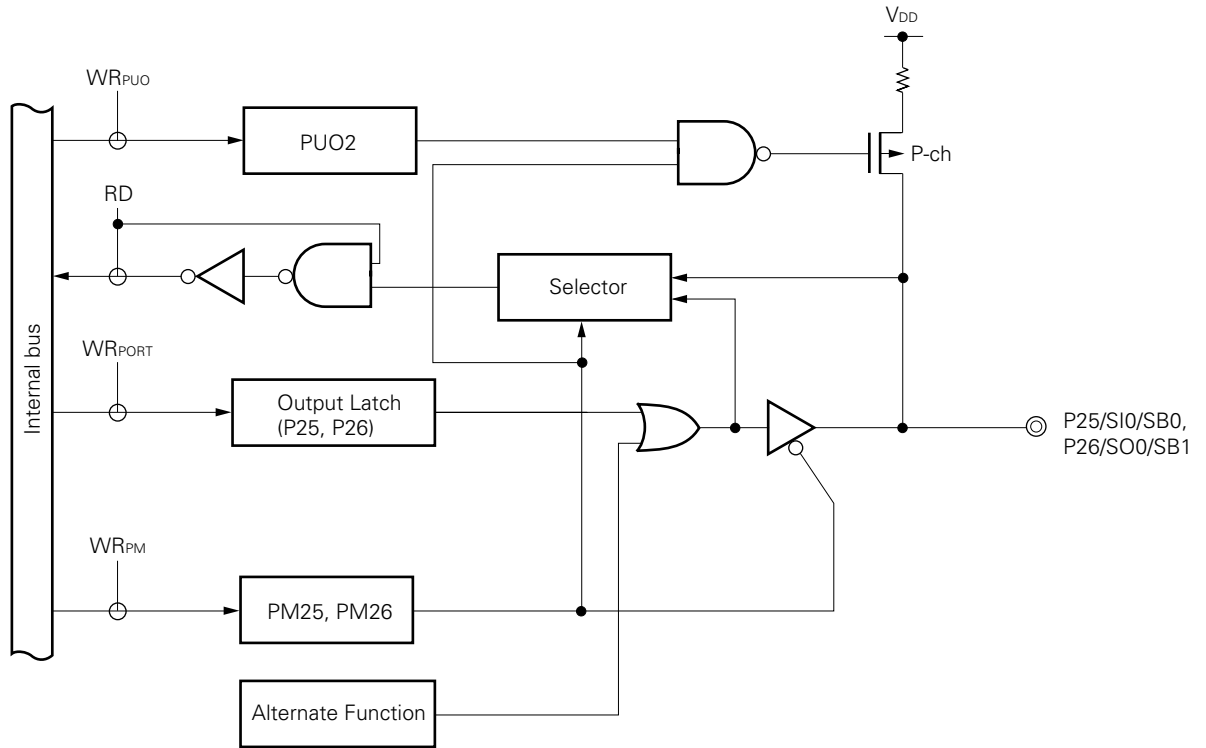 VDD
WRPUO
PUO2
P-ch
RD
Selector
Internal bus
WRPORT
Output Latch
(P25, P26)
P25/SI0/SB0,
P26/SO0/SB1
WRPM
PM25, PM26
Alternate Function